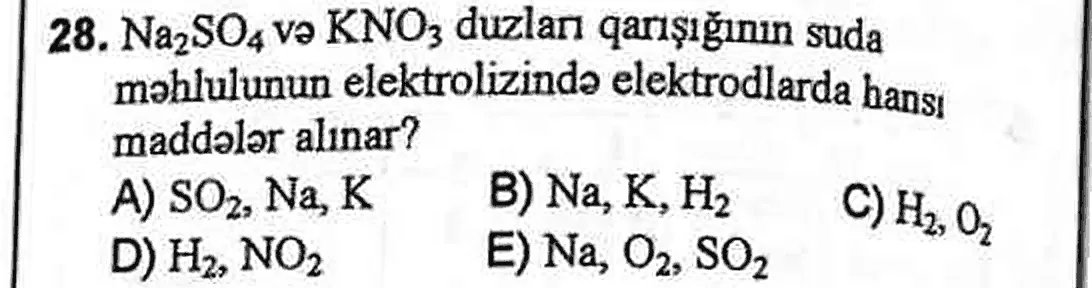 28. Na₂SO₄ və KNO₃ duzları qarışığının suda
məhlulunun elektrolizində elektrodlarda hansı
maddələr alınar?
A) SO₂, Na, K B) Na, K, H₂ C) H₂, O₂
D) H₂, NO₂ E) Na, O₂, SO₂